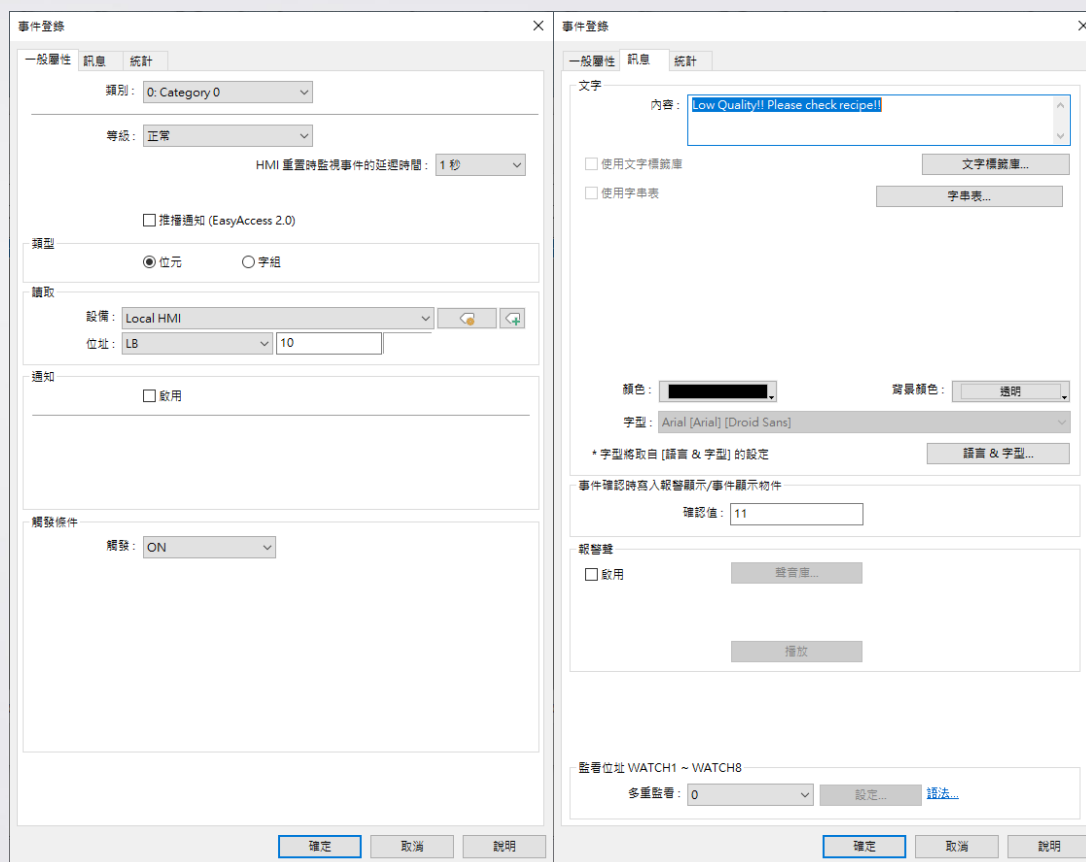 事件登錄
一般屬性 訊息 統計
類別： 0: Category 0
等級： 正常
HMI 重置時監視事件的延遲時間： 1 秒
推播通知 (EasyAccess 2.0)
類型
位元 字組
讀取
設備： Local HMI
位址： LB 10
通知
啟用
觸發條件
觸發： ON
確定 取消 說明
事件登錄
一般屬性 訊息 統計
文字
內容： Low Quality!! Please check recipe!!
使用文字標籤庫 文字標籤庫...
使用字串表 字串表...
顏色： 背景顏色： 透明
字型： Arial [Arial] [Droid Sans]
* 字型將取自 [語言 & 字型] 的設定 語言 & 字型...
事件確認時寫入報警顯示/事件顯示物件
確認值： 11
報警聲
啟用 聲音庫...
播放
監看位址 WATCH1 ~ WATCH8
多重監看： 0 設定... 語法...
確定 取消 說明